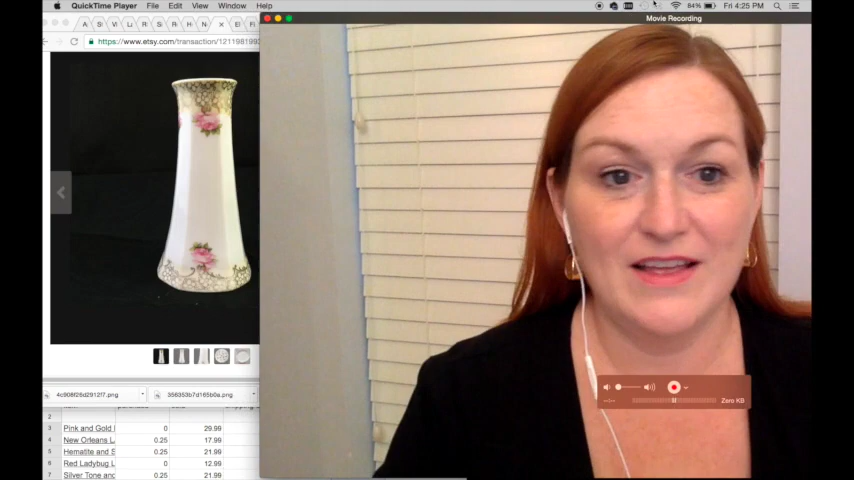 QuickTime Player File Edit View Window Help
84% Fri 4:25 PM
Movie Recording
https://www.etsy.com/transaction/121198199
4c908f26d2912f7.png
356353b7d165b0a.png
2
3 Pink and Gold 0 29.99
4 New Orleans L 0.25 17.99
5 Hematite and S 0.25 21.99
6 Red Ladybug L 0 12.99
7 Silver Tone and 0.25 21.99
--:-- Zero KB